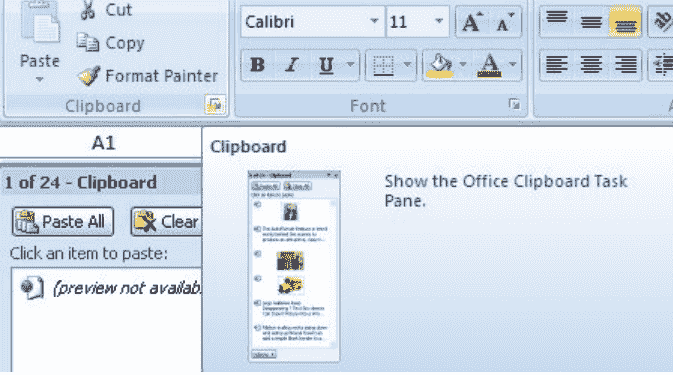 Cut
Calibri 11 A A
Copy
Paste
Format Painter
B I U A
Clipboard Font
A1
Clipboard
1 of 24 - Clipboard
Show the Office Clipboard Task
Pane.
Paste All Clear
Click an item to paste:
(preview not availab